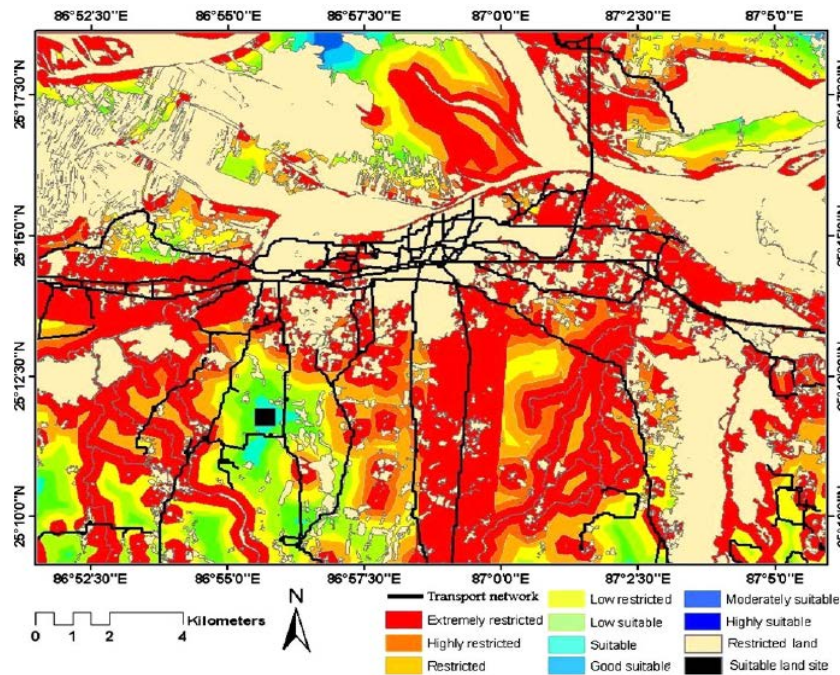 86°52'30"E 86°55'0"E 86°57'30"E 87°0'0"E 87°2'30"E 87°5'0"E
25°17'30"N
25°15'0"N
25°12'30"N
25°10'0"N
86°52'30"E 86°55'0"E 86°57'30"E 87°0'0"E 87°2'30"E 87°5'0"E
0 1 2 4 Kilometers
N
Transport network
Extremely restricted
Highly restricted
Restricted
Low restricted
Low suitable
Suitable
Good suitable
Moderately suitable
Highly suitable
Restricted land
Suitable land site